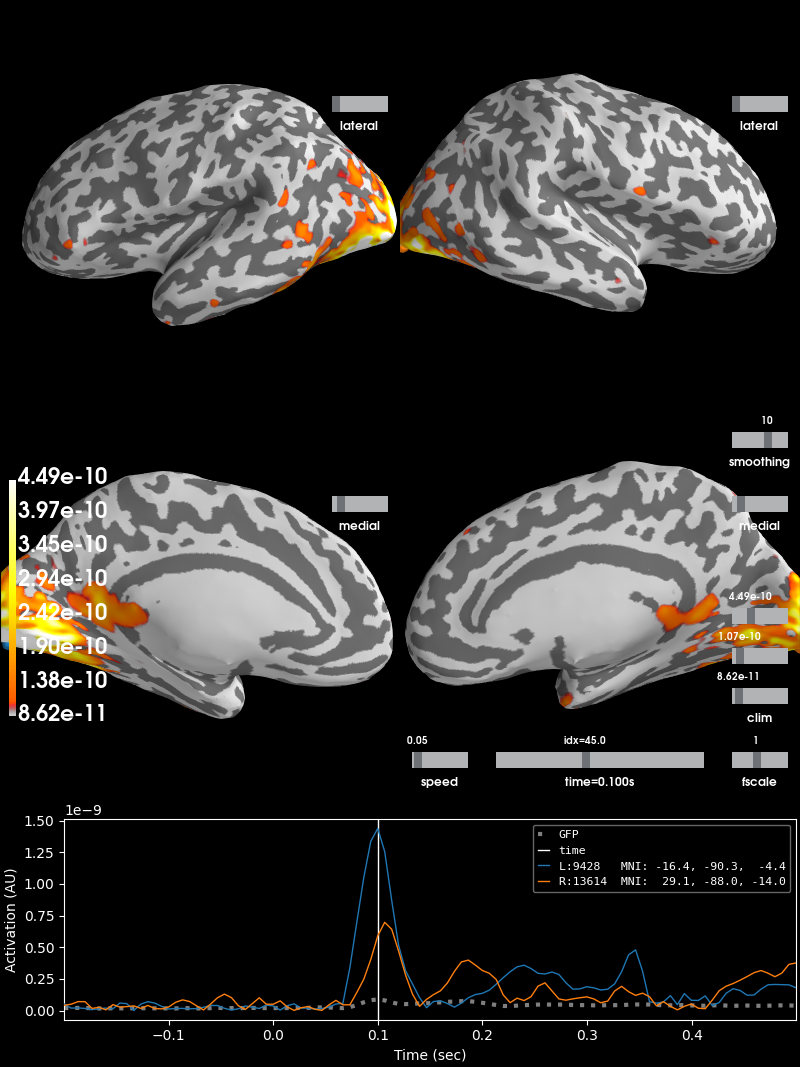 lateral
lateral
10
smoothing
4.49e-10
3.97e-10
3.45e-10
2.94e-10
2.42e-10
1.90e-10
1.38e-10
8.62e-11
medial
medial
4.49e-10
1.07e-10
8.62e-11
clim
0.05
speed
idx=45.0
time=0.100s
1
fscale
1e−9
1.50
1.25
1.00
0.75
0.50
0.25
0.00
Activation (AU)
GFP
time
L:9428 MNI: -16.4, -90.3, -4.4
R:13614 MNI: 29.1, -88.0, -14.0
−0.1 0.0 0.1 0.2 0.3 0.4
Time (sec)